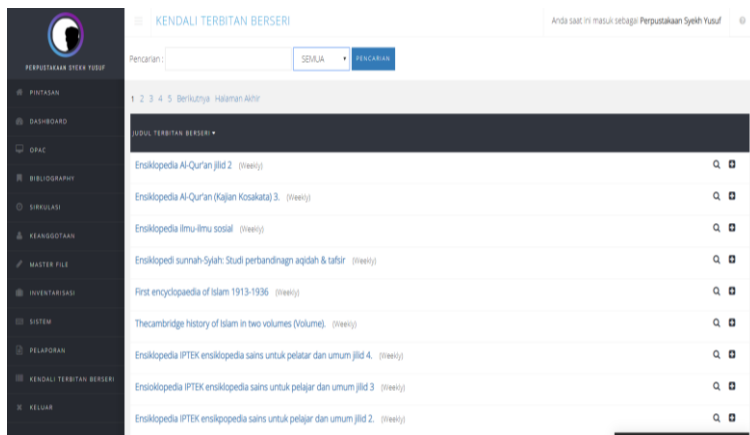 KENDALI TERBITAN BERSERI
Anda saat ini masuk sebagai Perpustakaan Syekh Yusuf
PERPUSTAKAAN SYEKH YUSUF
Pencarian :
SEMUA
PENCARIAN
1 2 3 4 5 Berikutnya Halaman Akhir
JUDUL TERBITAN BERSERI
PINTASAN
DASHBOARD
OPAC
BIBLIOGRAPHY
SIRKULASI
KEANGGOTAAN
MASTER FILE
INVENTARISASI
SISTEM
PELAPORAN
KENDALI TERBITAN BERSERI
KELUAR
Ensiklopedia Al-Qur'an jilid 2 (Weekly)
Ensiklopedia Al-Qur'an (Kajian Kosakata) 3. (Weekly)
Ensiklopedia ilmu-ilmu sosial (Weekly)
Ensiklopedi sunnah-Syiah: Studi perbandinagn aqidah & tafsir (Weekly)
First encyclopaedia of Islam 1913-1936 (Weekly)
Thecambridge history of Islam in two volumes (Volume). (Weekly)
Ensiklopedia IPTEK ensiklopedia sains untuk pelatar dan umum jilid 4. (Weekly)
Ensioklopedia IPTEK ensiklopedia sains untuk pelajar dan umum jilid 3 (Weekly)
Ensiklopedia IPTEK ensikpopedia sains untuk pelajar dan umum jilid 2. (Weekly)